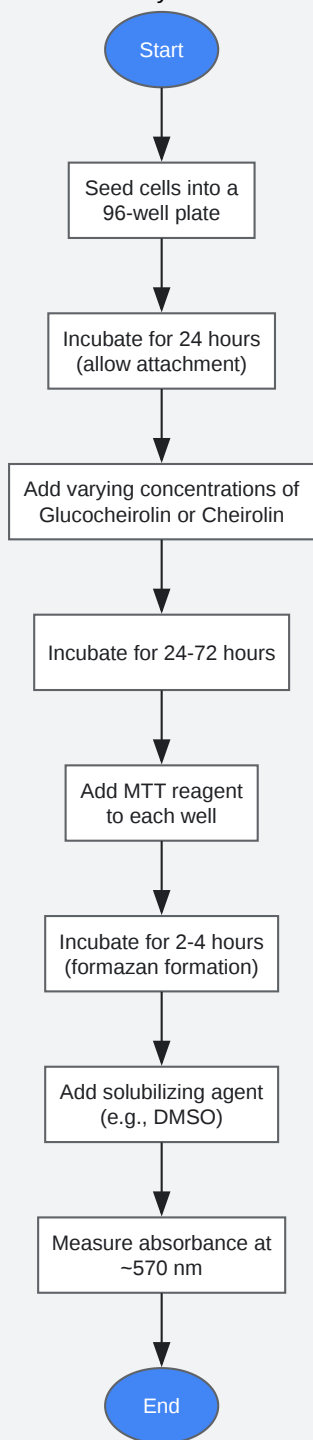 Start
Seed cells into a
96-well plate
Incubate for 24 hours
(allow attachment)
Add varying concentrations of
Glucocheirolin or Cheirolin
Incubate for 24-72 hours
Add MTT reagent
to each well
Incubate for 2-4 hours
(formazan formation)
Add solubilizing agent
(e.g., DMSO)
Measure absorbance at
~570 nm
End